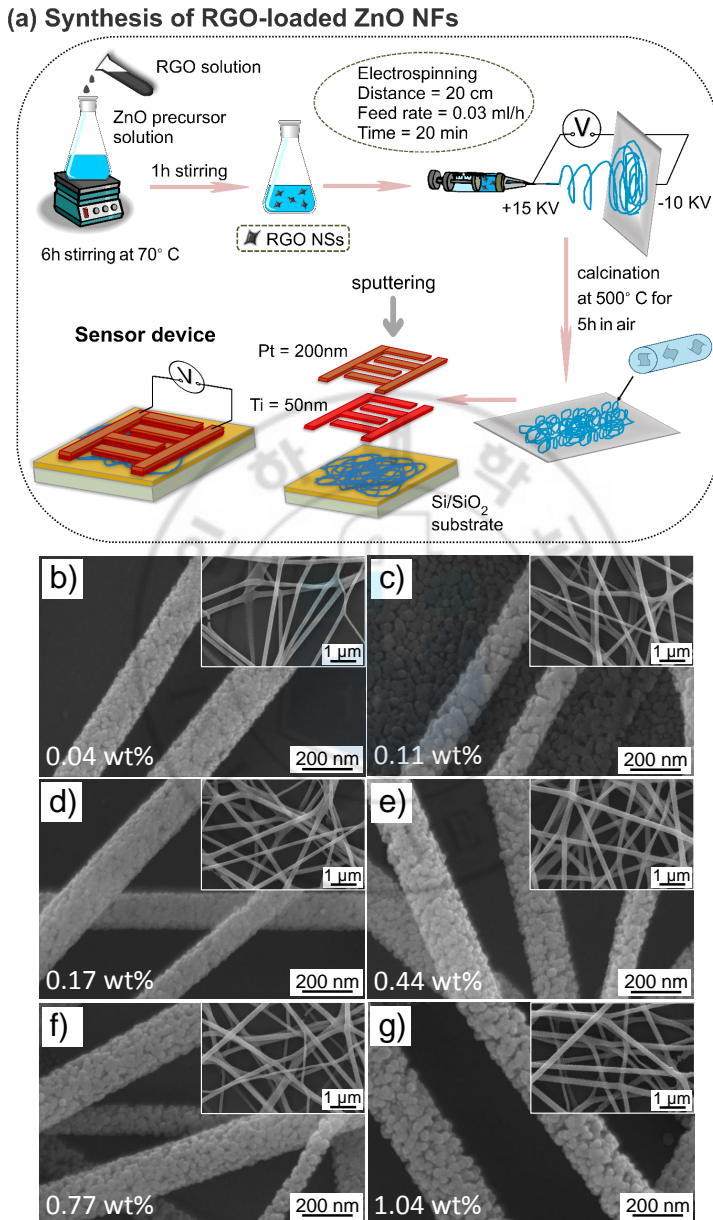 (a) Synthesis of RGO-loaded ZnO NFs
RGO solution
ZnO precursor
solution
6h stirring at 70° C
1h stirring
RGO NSs
Electrospinning
Distance = 20 cm
Feed rate = 0.03 ml/h
Time = 20 min
V
+15 KV
-10 KV
calcination
at 500° C for
5h in air
sputtering
Pt = 200nm
Ti = 50nm
Si/SiO2
substrate
Sensor device
V
b)
1 μm
0.04 wt%
200 nm
c)
1 μm
0.11 wt%
200 nm
d)
1 μm
0.17 wt%
200 nm
e)
1 μm
0.44 wt%
200 nm
f)
1 μm
0.77 wt%
200 nm
g)
1 μm
1.04 wt%
200 nm